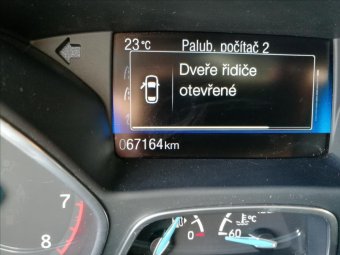 23°C Palub. počítač 2
Dveře řidiče
otevřené
067164km
7
8
0
60
°C